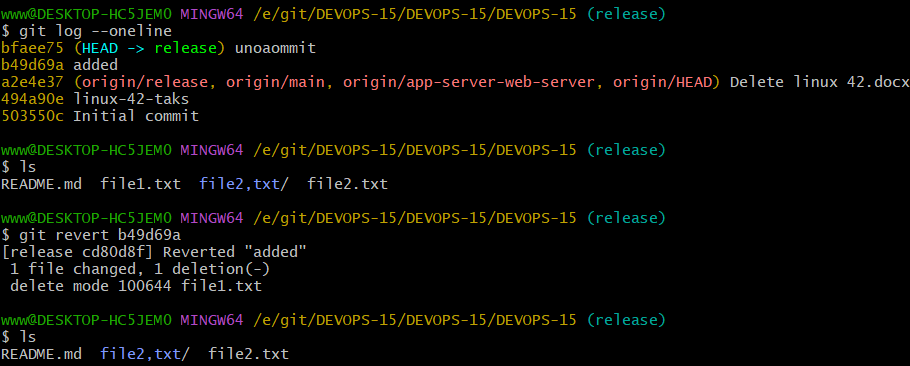 www@DESKTOP-HC5JEMO MINGW64 /e/git/DEVOPS-15/DEVOPS-15/DEVOPS-15 (release)
$ git log --oneline
bfaee75 (HEAD -> release) unoaommit
b49d69a added
a2e4e37 (origin/release, origin/main, origin/app-server-web-server, origin/HEAD) Delete linux 42.docx
494a90e linux-42-taks
503550c Initial commit
www@DESKTOP-HC5JEMO MINGW64 /e/git/DEVOPS-15/DEVOPS-15/DEVOPS-15 (release)
$ ls
README.md  file1.txt  file2,txt/  file2.txt
www@DESKTOP-HC5JEMO MINGW64 /e/git/DEVOPS-15/DEVOPS-15/DEVOPS-15 (release)
$ git revert b49d69a
[release cd80d8f] Reverted "added"
 1 file changed, 1 deletion(-)
 delete mode 100644 file1.txt
www@DESKTOP-HC5JEMO MINGW64 /e/git/DEVOPS-15/DEVOPS-15/DEVOPS-15 (release)
$ ls
README.md  file2,txt/  file2.txt